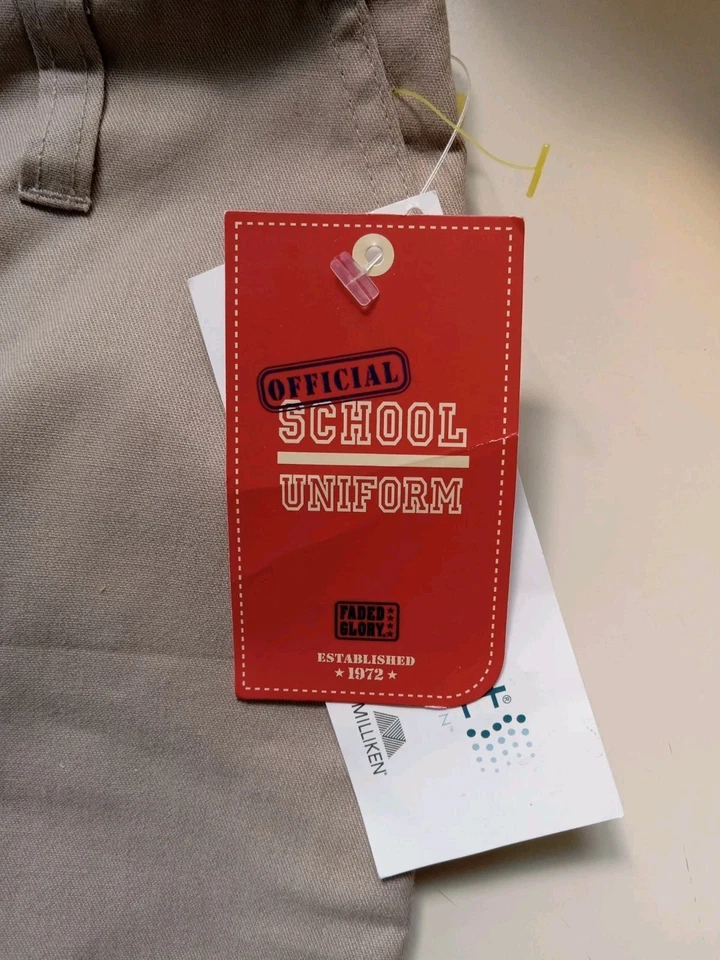 OFFICIAL
SCHOOL
UNIFORM
FADED
GLORY.
ESTABLISHED
★ 1972 ★
MILLIKEN®